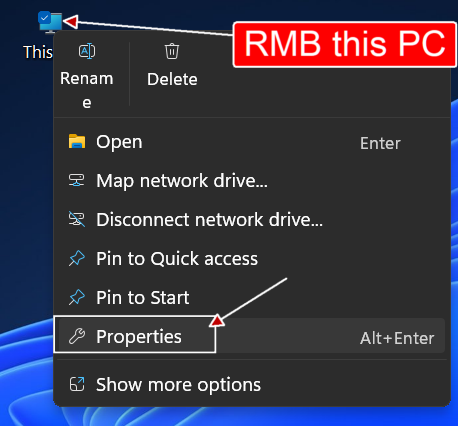 RMB this PC
This
Rename
Delete
Open Enter
Map network drive...
Disconnect network drive...
Pin to Quick access
Pin to Start
Properties Alt+Enter
Show more options